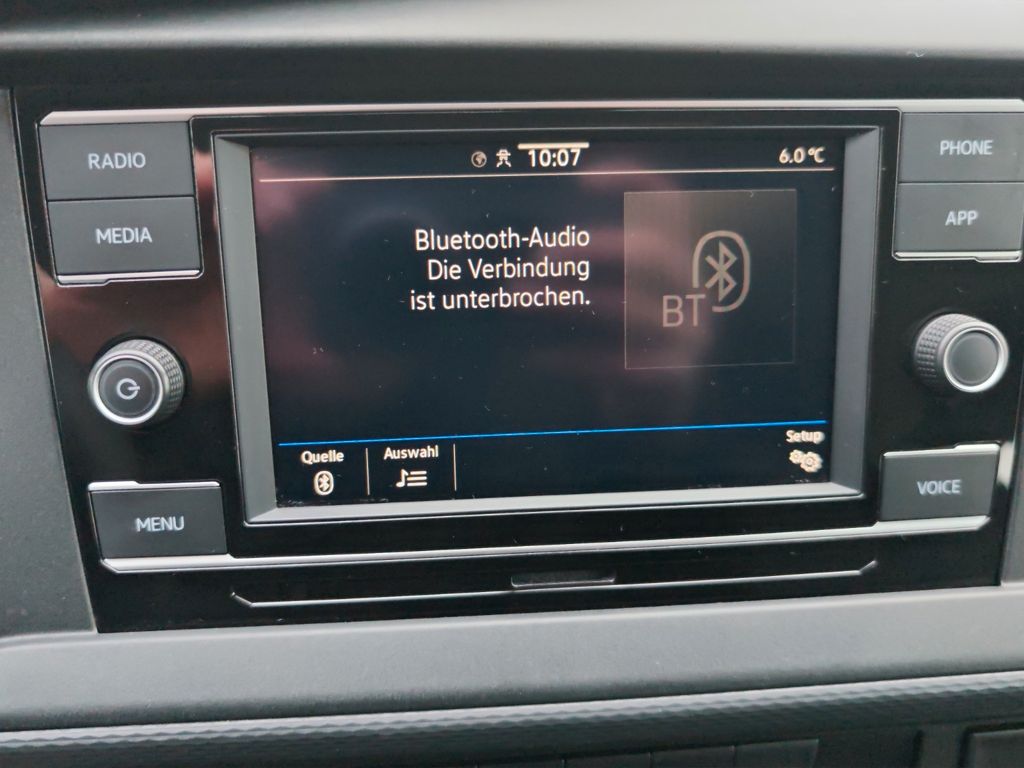 RADIO
MEDIA
MENU
PHONE
APP
VOICE
10:07
6.0°C
Bluetooth-Audio
Die Verbindung
ist unterbrochen.
BT
Quelle
Auswahl
Setup